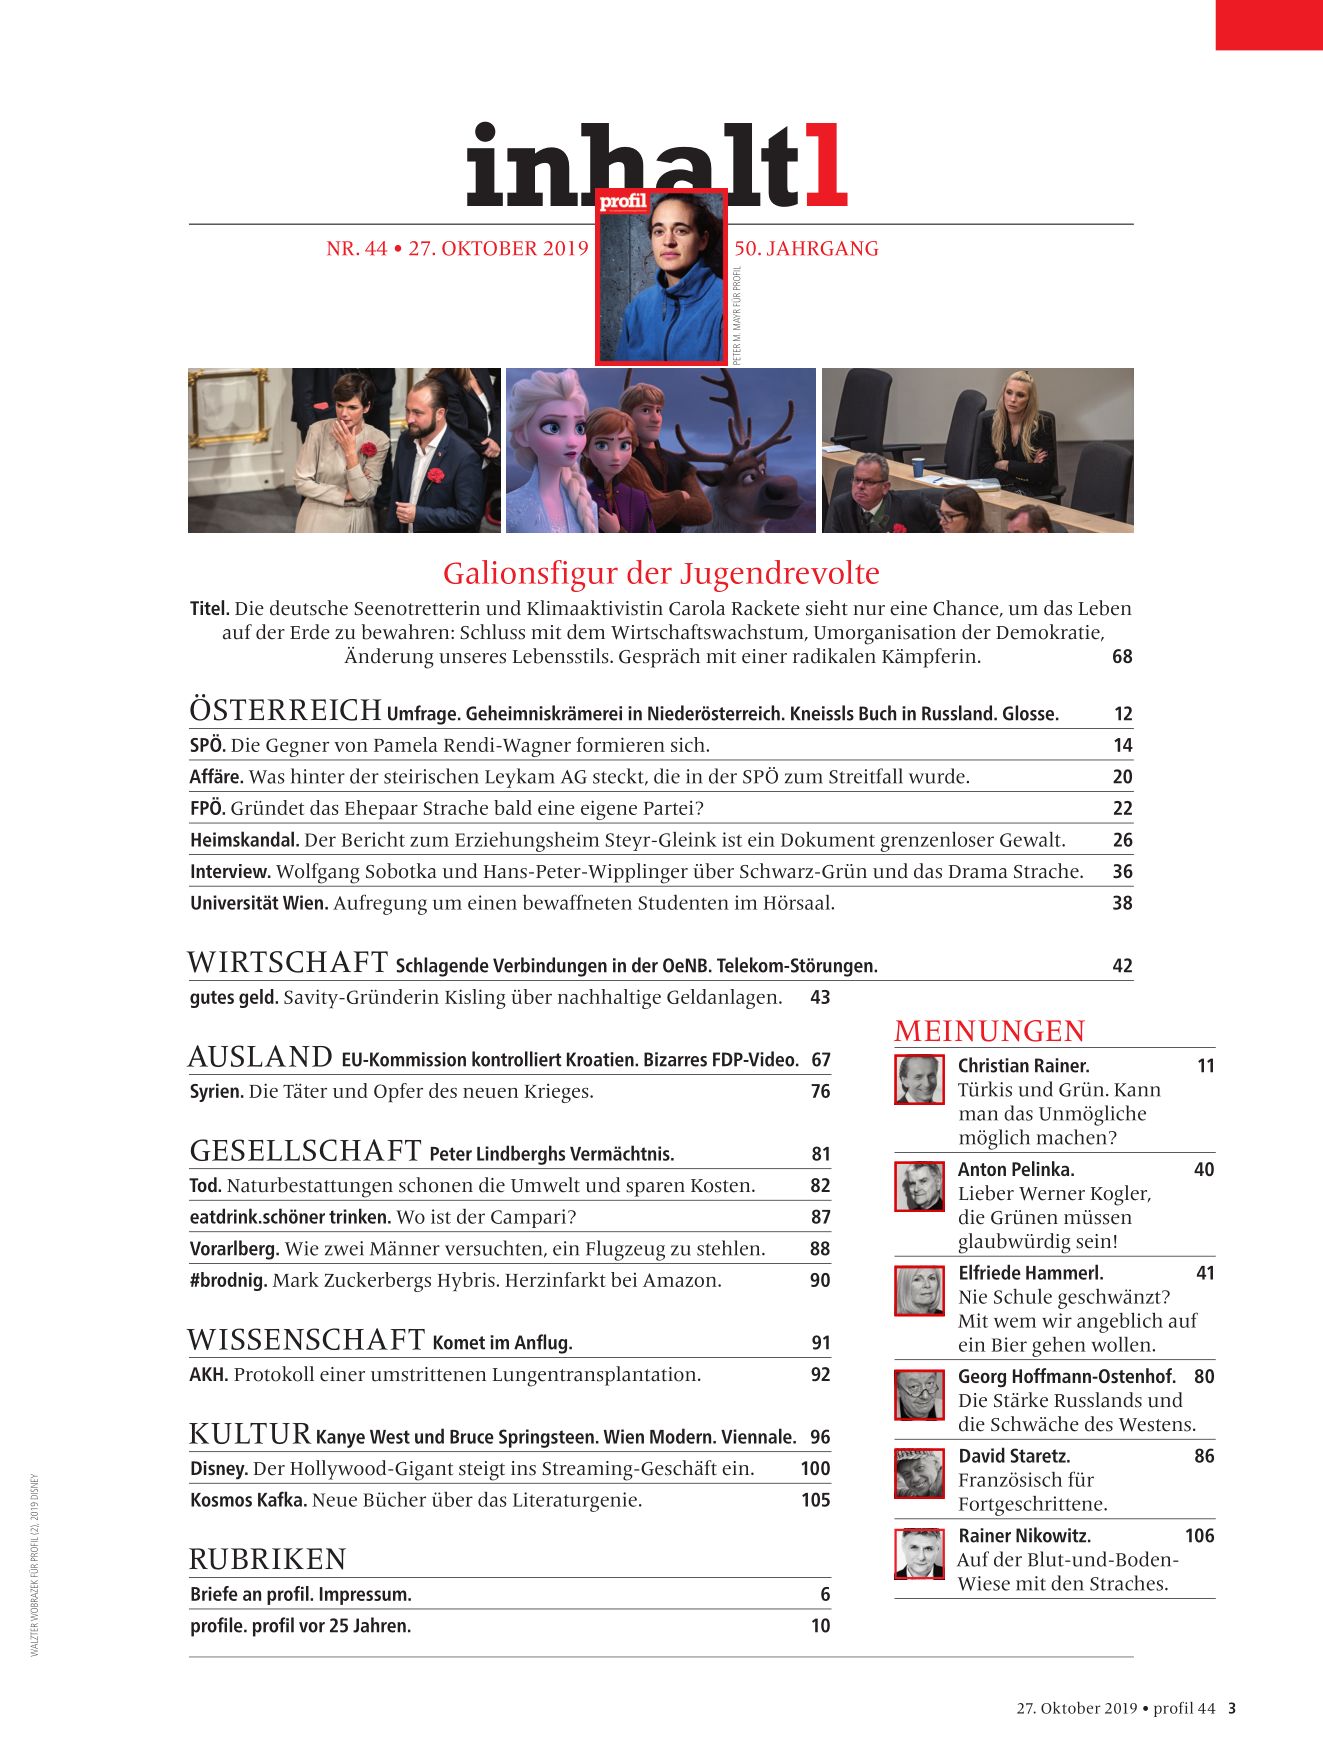 inhaltl
profil
NR. 44 • 27. OKTOBER 2019
50. JAHRGANG
PETER M. MAYR FÜR PROFIL
Galionsfigur der Jugendrevolte
Titel. Die deutsche Seenotretterin und Klimaaktivistin Carola Rackete sieht nur eine Chance, um das Leben
auf der Erde zu bewahren: Schluss mit dem Wirtschaftswachstum, Umorganisation der Demokratie,
Änderung unseres Lebensstils. Gespräch mit einer radikalen Kämpferin. 68
ÖSTERREICH Umfrage. Geheimniskrämerei in Niederösterreich. Kneissls Buch in Russland. Glosse. 12
SPÖ. Die Gegner von Pamela Rendi-Wagner formieren sich. 14
Affäre. Was hinter der steirischen Leykam AG steckt, die in der SPÖ zum Streitfall wurde. 20
FPÖ. Gründet das Ehepaar Strache bald eine eigene Partei? 22
Heimskandal. Der Bericht zum Erziehungsheim Steyr-Gleink ist ein Dokument grenzenloser Gewalt. 26
Interview. Wolfgang Sobotka und Hans-Peter-Wipplinger über Schwarz-Grün und das Drama Strache. 36
Universität Wien. Aufregung um einen bewaffneten Studenten im Hörsaal. 38
WIRTSCHAFT Schlagende Verbindungen in der OeNB. Telekom-Störungen. 42
gutes geld. Savity-Gründerin Kisling über nachhaltige Geldanlagen. 43
AUSLAND EU-Kommission kontrolliert Kroatien. Bizarres FDP-Video. 67
Syrien. Die Täter und Opfer des neuen Krieges. 76
GESELLSCHAFT Peter Lindberghs Vermächtnis. 81
Tod. Naturbestattungen schonen die Umwelt und sparen Kosten. 82
eatdrink.schöner trinken. Wo ist der Campari? 87
Vorarlberg. Wie zwei Männer versuchten, ein Flugzeug zu stehlen. 88
#brodnig. Mark Zuckerbergs Hybris. Herzinfarkt bei Amazon. 90
WISSENSCHAFT Komet im Anflug. 91
AKH. Protokoll einer umstrittenen Lungentransplantation. 92
KULTUR Kanye West und Bruce Springsteen. Wien Modern. Viennale. 96
Disney. Der Hollywood-Gigant steigt ins Streaming-Geschäft ein. 100
Kosmos Kafka. Neue Bücher über das Literaturgenie. 105
RUBRIKEN
Briefe an profil. Impressum. 6
profile. profil vor 25 Jahren. 10
MEINUNGEN
Christian Rainer. 11
Türkis und Grün. Kann
man das Unmögliche
möglich machen?
Anton Pelinka. 40
Lieber Werner Kogler,
die Grünen müssen
glaubwürdig sein!
Elfriede Hammerl. 41
Nie Schule geschwänzt?
Mit wem wir angeblich auf
ein Bier gehen wollen.
Georg Hoffmann-Ostenhof. 80
Die Stärke Russlands und
die Schwäche des Westens.
David Staretz. 86
Französisch für
Fortgeschrittene.
Rainer Nikowitz. 106
Auf der Blut-und-Boden-
Wiese mit den Straches.
WALZTER WOBRAZEK FÜR PROFIL (2), 2019 DISNEY
27. Oktober 2019 • profil 44 3